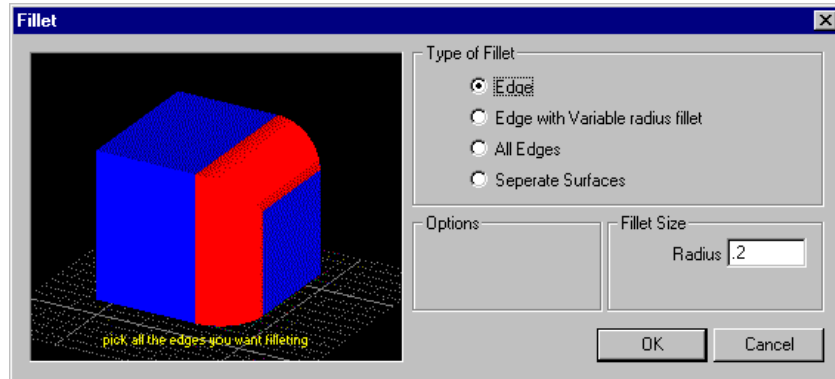 Fillet
Type of Fillet
Edge
Edge with Variable radius fillet
All Edges
Seperate Surfaces
Options
Fillet Size
Radius .2
pick all the edges you want filleting
OK
Cancel